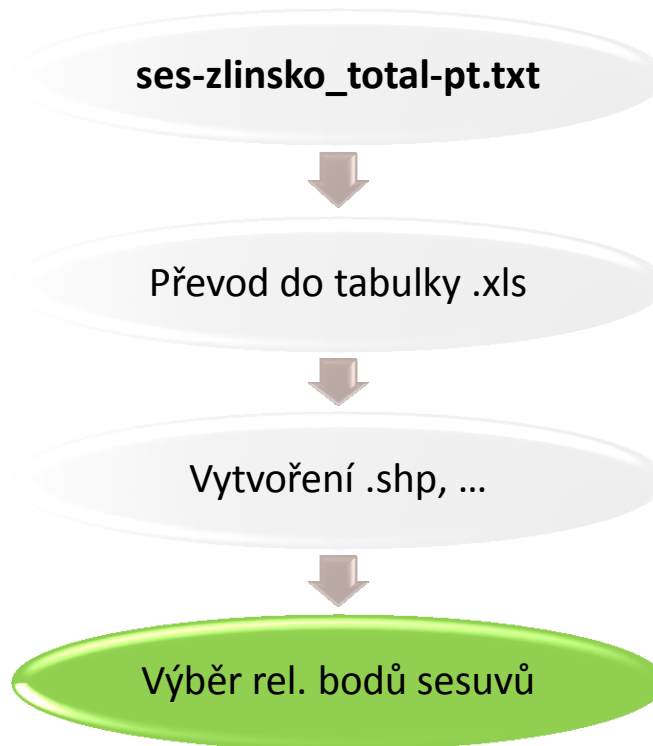 ses-zlinsko_total-pt.txt
Převod do tabulky .xls
Vytvoření .shp, …
Výběr rel. bodů sesuvů